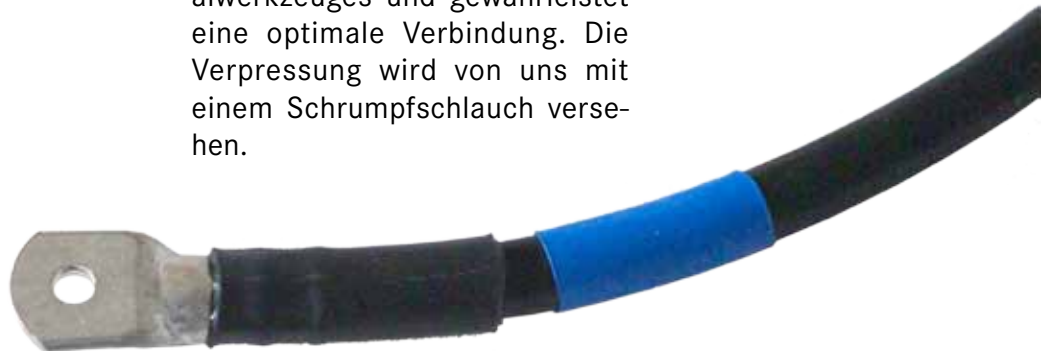 alwerkzeuges und gewährleistet
eine optimale Verbindung. Die
Verpressung wird von uns mit
einem Schrumpfschlauch verse-
hen.